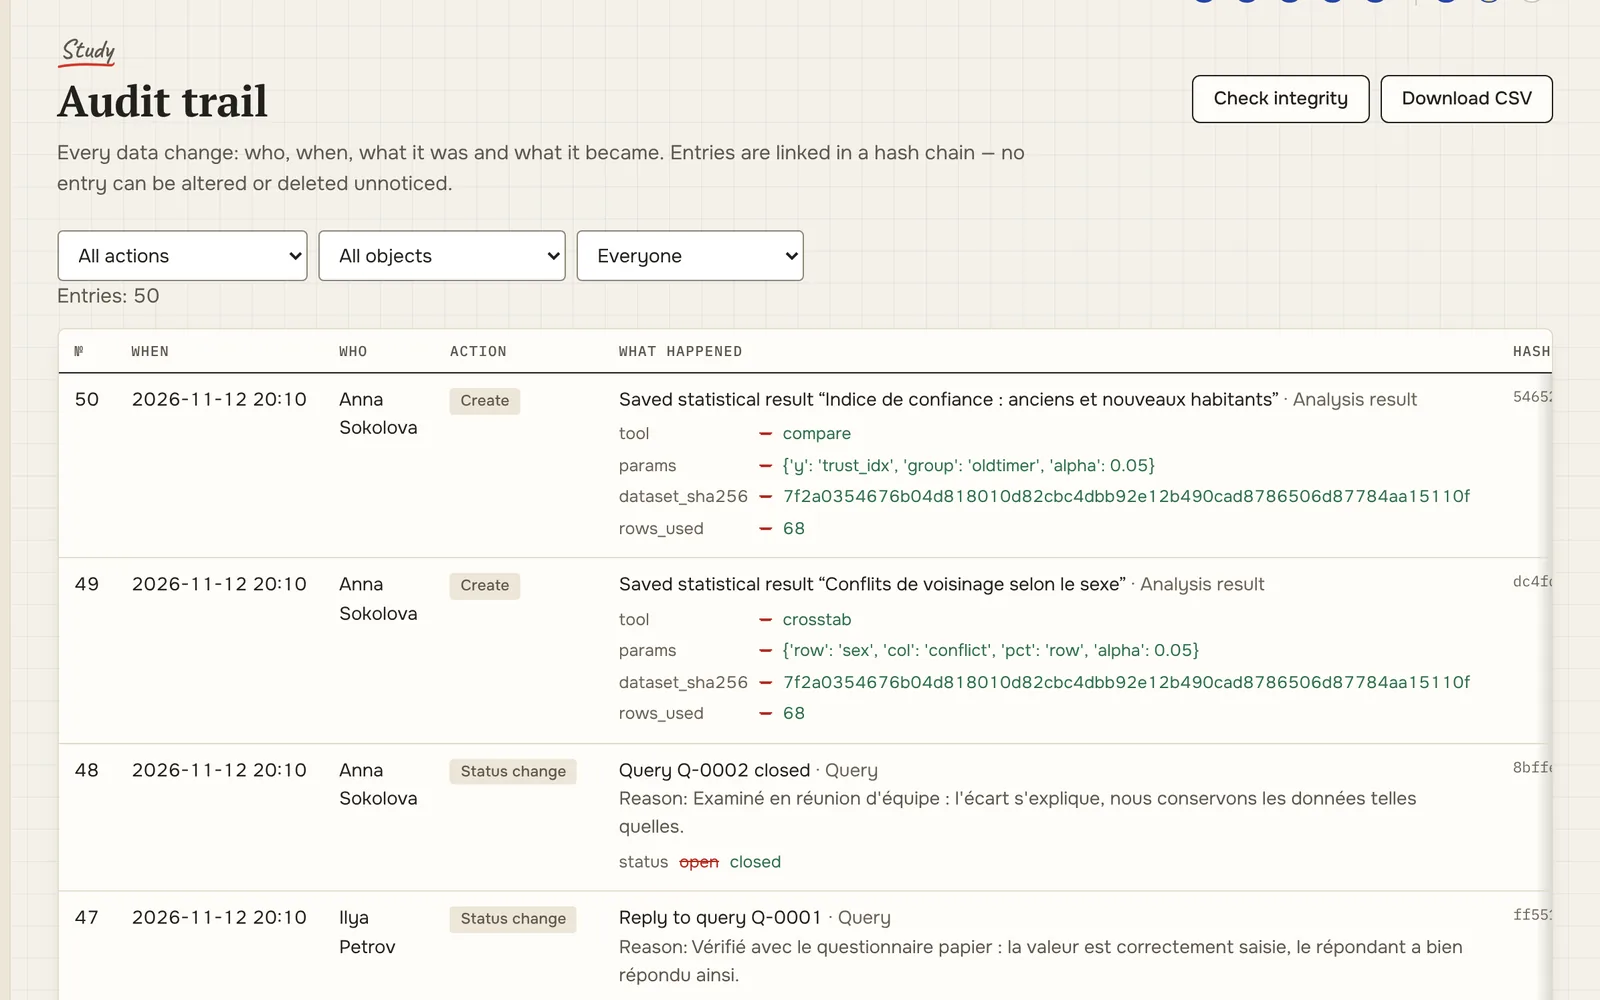 Study
Audit trail
Check integrity
Download CSV
Every data change: who, when, what it was and what it became. Entries are linked in a hash chain — no
entry can be altered or deleted unnoticed.
All actions
All objects
Everyone
Entries: 50
№ WHEN WHO ACTION WHAT HAPPENED HASH
50 2026-11-12 20:10 Anna Sokolova Create Saved statistical result “Indice de confiance : anciens et nouveaux habitants” · Analysis result 5465
tool — compare
params — {'y': 'trust_idx', 'group': 'oldtimer', 'alpha': 0.05}
dataset_sha256 — 7f2a0354676b04d818010d82cbc4dbb92e12b490cad8786506d87784aa15110f
rows_used — 68
49 2026-11-12 20:10 Anna Sokolova Create Saved statistical result “Conflits de voisinage selon le sexe” · Analysis result dc4f
tool — crosstab
params — {'row': 'sex', 'col': 'conflict', 'pct': 'row', 'alpha': 0.05}
dataset_sha256 — 7f2a0354676b04d818010d82cbc4dbb92e12b490cad8786506d87784aa15110f
rows_used — 68
48 2026-11-12 20:10 Anna Sokolova Status change Query Q-0002 closed · Query 8bff
Reason: Examiné en réunion d'équipe : l'écart s'explique, nous conservons les données telles
quelles.
status open closed
47 2026-11-12 20:10 Ilya Petrov Status change Reply to query Q-0001 · Query ff55
Reason: Vérifié avec le questionnaire papier : la valeur est correctement saisie, le répondant a bien
répondu ainsi.